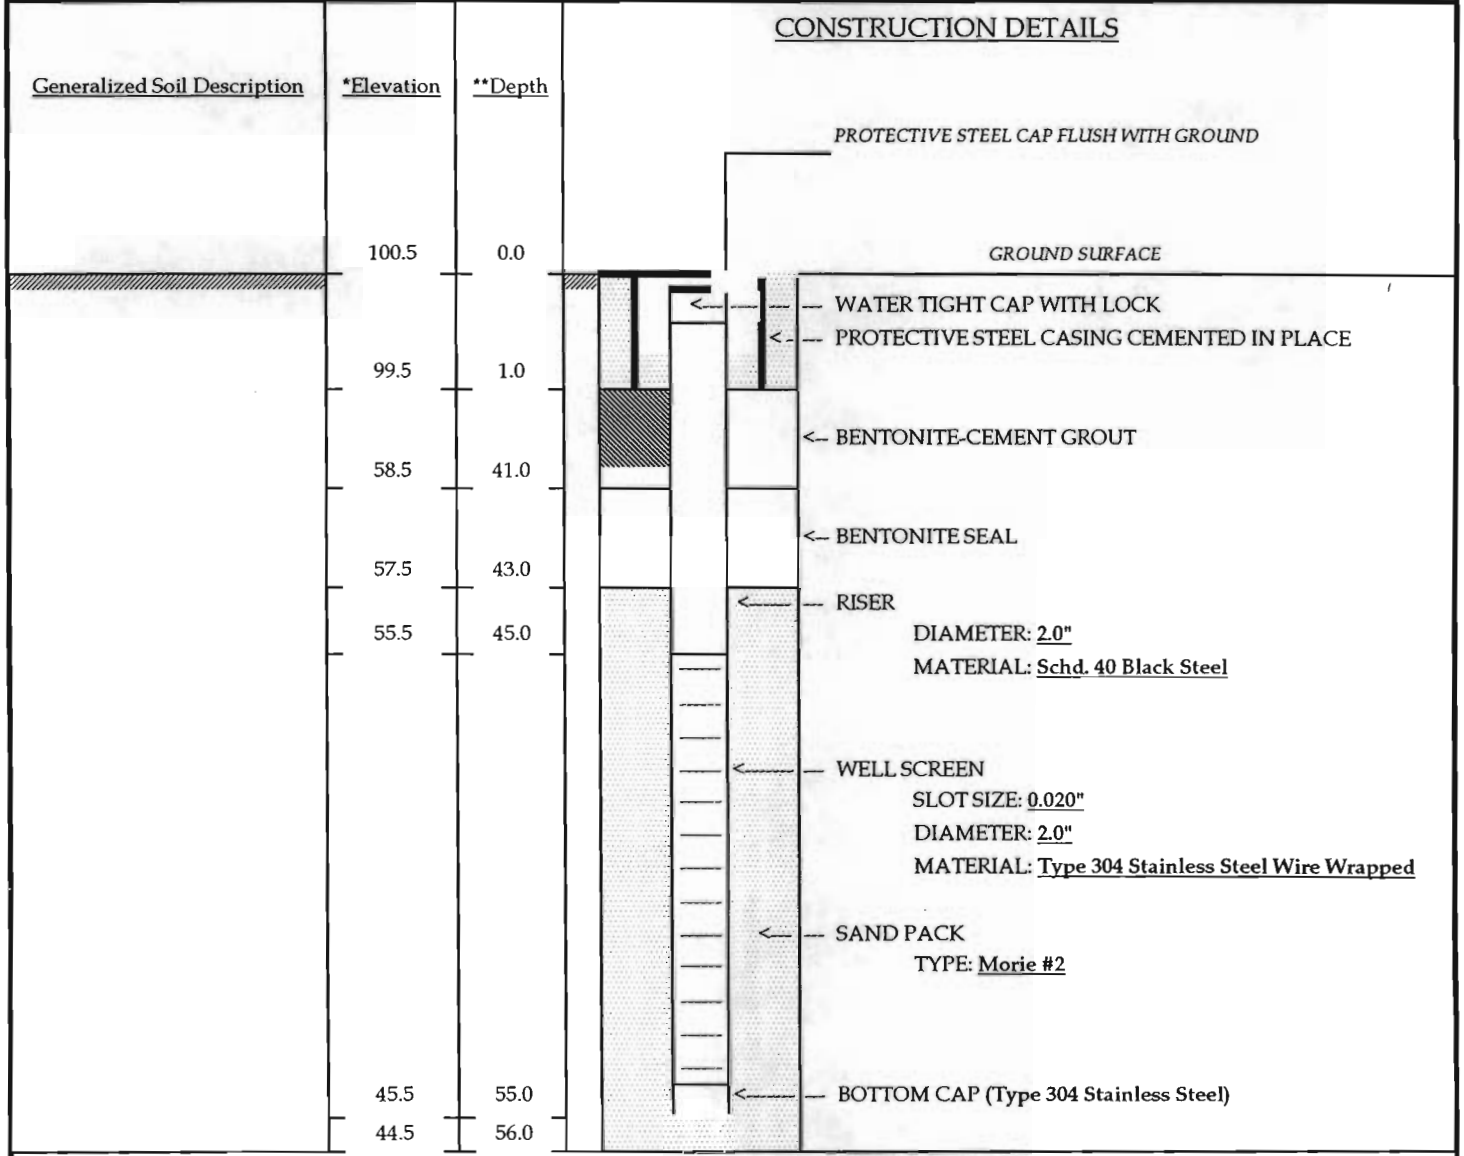 CONSTRUCTION DETAILS
Generalized Soil Description *Elevation **Depth
PROTECTIVE STEEL CAP FLUSH WITH GROUND
100.5 0.0 GROUND SURFACE
WATER TIGHT CAP WITH LOCK
PROTECTIVE STEEL CASING CEMENTED IN PLACE
99.5 1.0
BENTONITE-CEMENT GROUT
58.5 41.0
BENTONITE SEAL
57.5 43.0
RISER
55.5 45.0 DIAMETER: 2.0"
MATERIAL: Schd. 40 Black Steel
WELL SCREEN
SLOT SIZE: 0.020"
DIAMETER: 2.0"
MATERIAL: Type 304 Stainless Steel Wire Wrapped
SAND PACK
TYPE: Morie #2
45.5 55.0 BOTTOM CAP (Type 304 Stainless Steel)
44.5 56.0